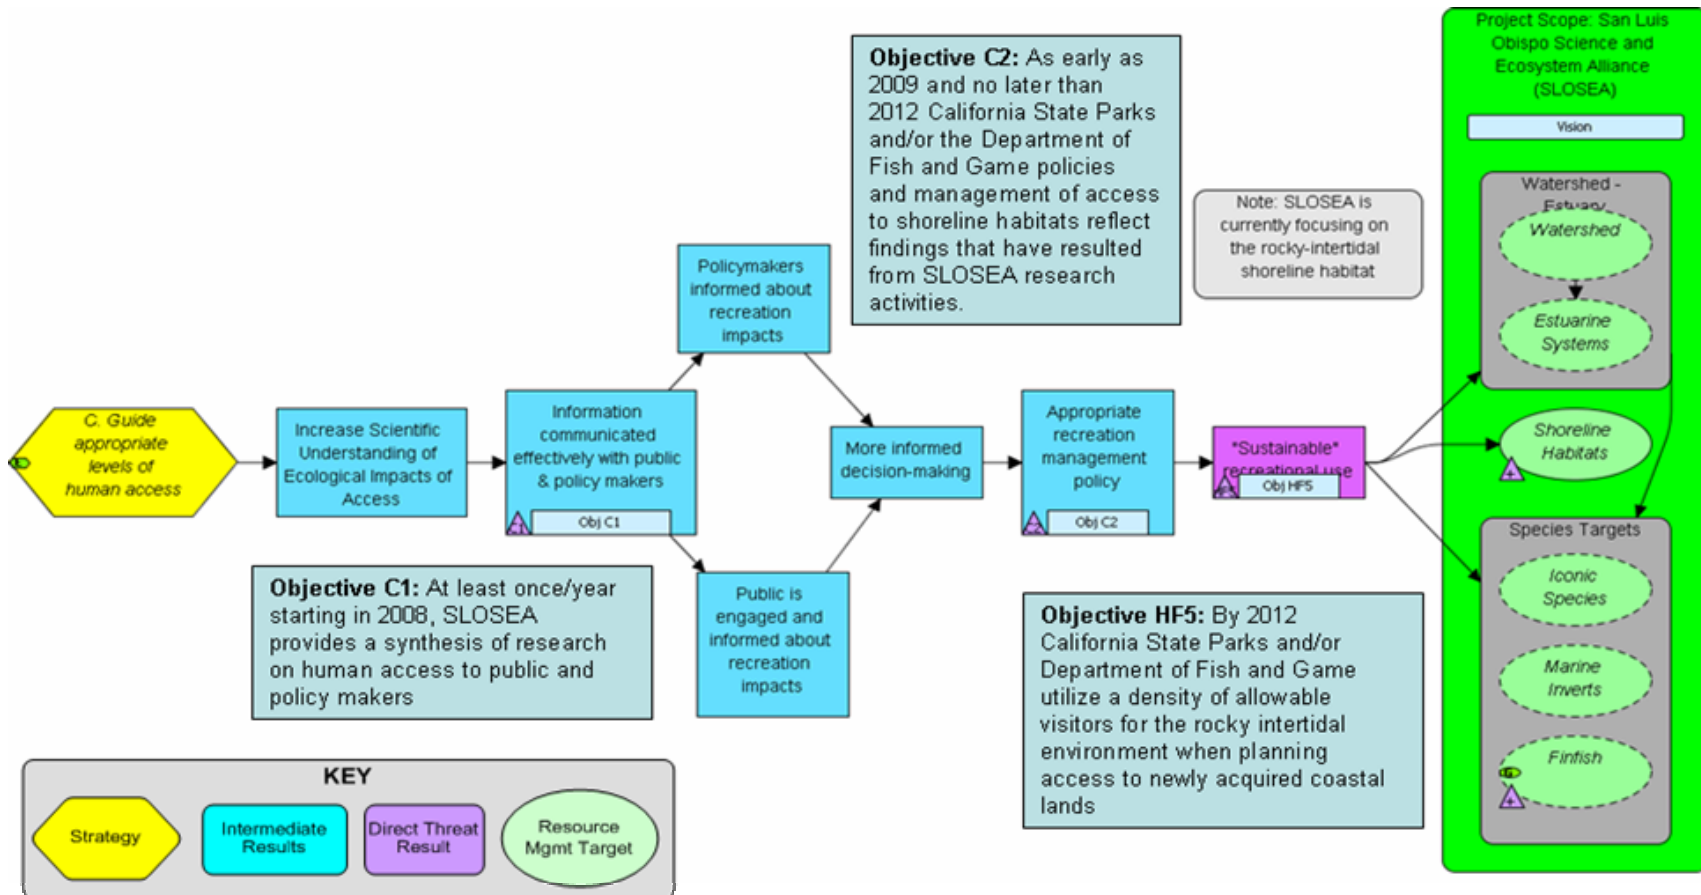 Project Scope: San Luis
Obispo Science and
Ecosystem Alliance
(SLOSEA)
Vision
Objective C2: As early as
2009 and no later than
2012 California State Parks
and/or the Department of
Fish and Game policies
and management of access
to shoreline habitats reflect
findings that have resulted
from SLOSEA research
activities.
Note: SLOSEA is
currently focusing on
the rocky-intertidal
shoreline habitat
Watershed -
Estuary
Watershed
Estuarine
Systems
Policymakers
informed about
recreation
impacts
C. Guide
appropriate
levels of
human access
Increase Scientific
Understanding of
Ecological Impacts of
Access
Information
communicated
effectively with public
& policy makers
Obj C1
More informed
decision-making
Appropriate
recreation
management
policy
Obj C2
"Sustainable"
recreational use
Obj HF5
Shoreline
Habitats
Species Targets
Iconic
Species
Marine
Inverts
Finfish
Objective C1: At least once/year
starting in 2008, SLOSEA
provides a synthesis of research
on human access to public and
policy makers
Public is
engaged and
informed about
recreation
impacts
Objective HF5: By 2012
California State Parks and/or
Department of Fish and Game
utilize a density of allowable
visitors for the rocky intertidal
environment when planning
access to newly acquired coastal
lands
KEY
Strategy
Intermediate
Results
Direct Threat
Result
Resource
Mgmt Target